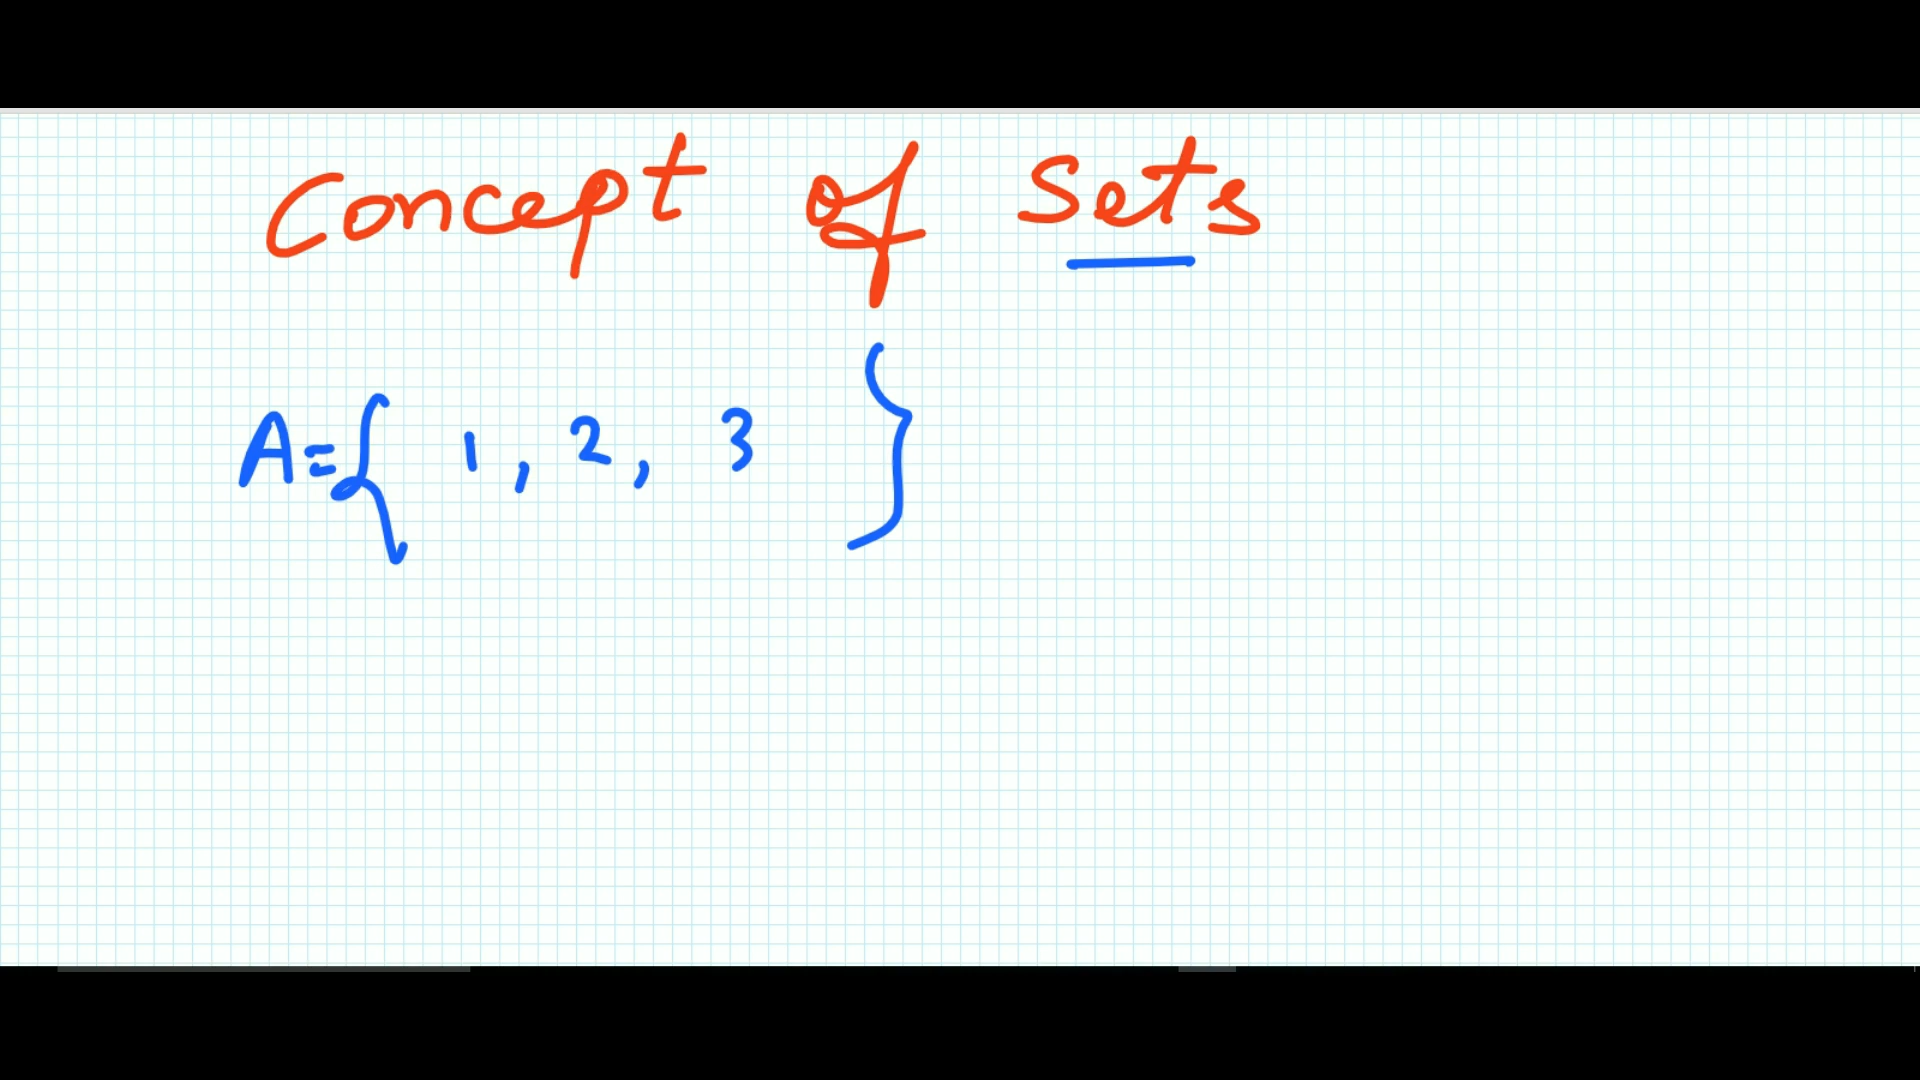 Concept of Sets
A={ 1, 2, 3 }